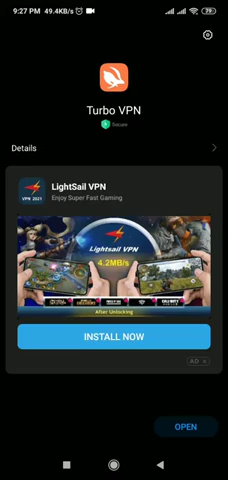 9:27 PM 49.4KB/s
79
Turbo VPN
Secure
Details
LightSail VPN
Enjoy Super Fast Gaming
VPN 2021
Lightsail VPN
4.2MB/s
After Unlocking
INSTALL NOW
AD ×
OPEN